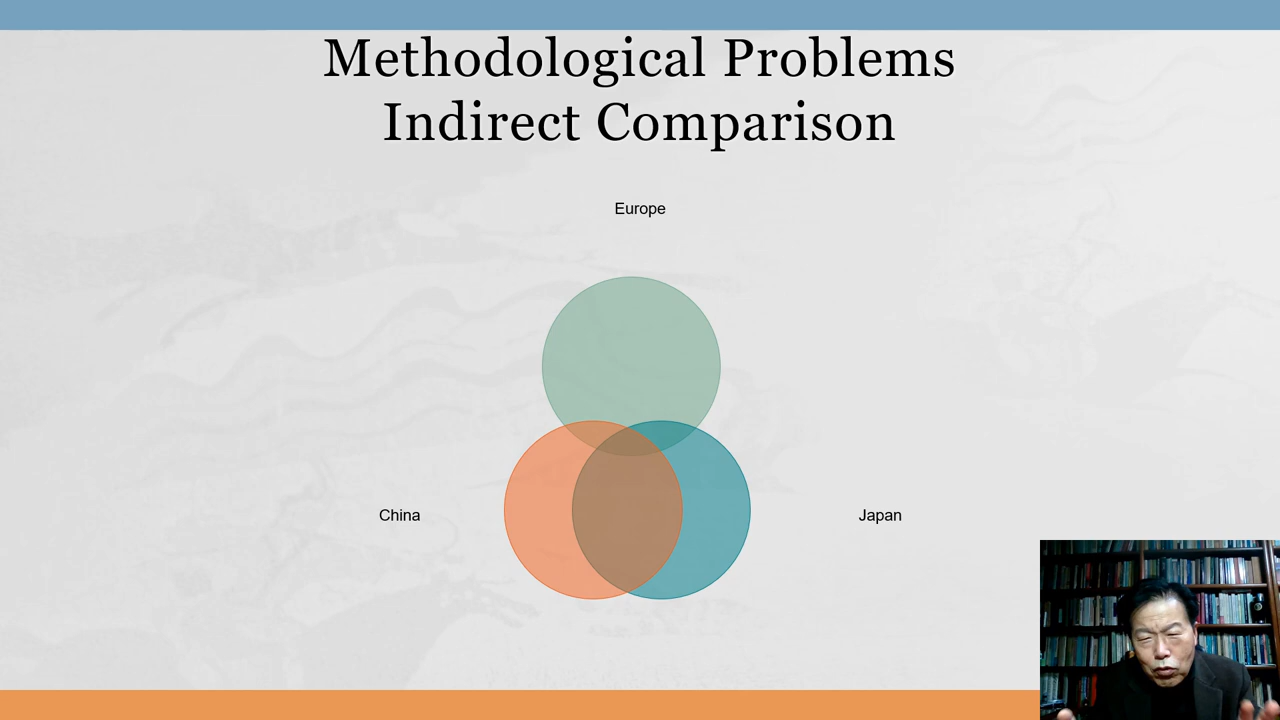 Methodological Problems
Indirect Comparison
Europe
China
Japan